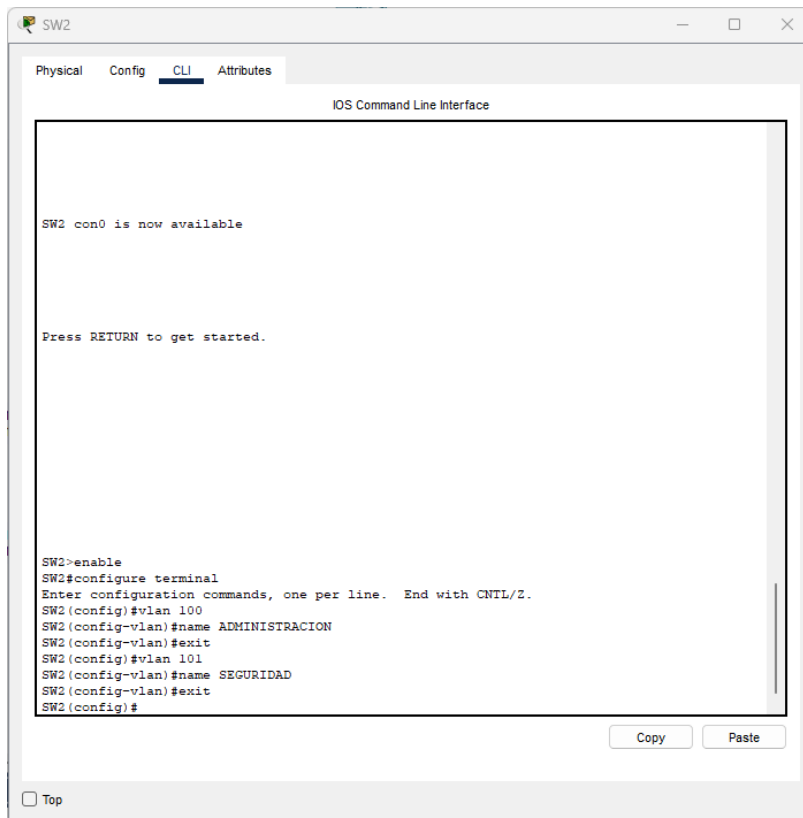 SW2
Physical Config CLI Attributes
IOS Command Line Interface
SW2 con0 is now available
Press RETURN to get started.
SW2>enable
SW2#configure terminal
Enter configuration commands, one per line.  End with CNTL/Z.
SW2(config)#vlan 100
SW2(config-vlan)#name ADMINISTRACION
SW2(config-vlan)#exit
SW2(config)#vlan 101
SW2(config-vlan)#name SEGURIDAD
SW2(config-vlan)#exit
SW2(config)#
Copy Paste
Top